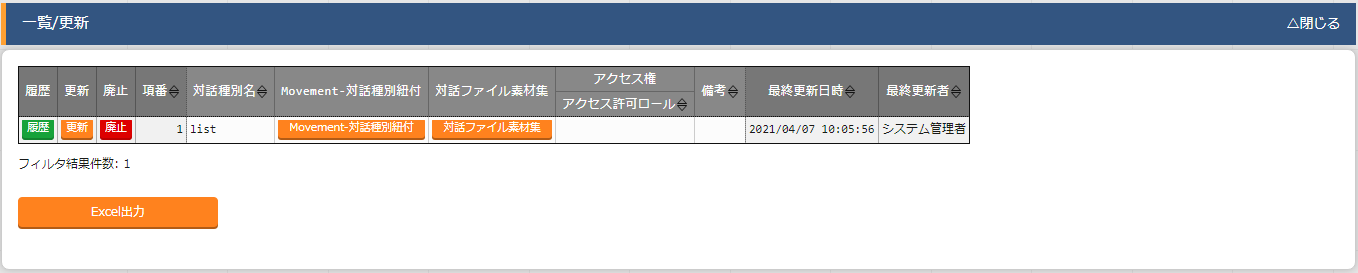 一覧/更新 △閉じる
履歴 更新 廃止 項番 対話種別名 Movement-対話種別紐付 対話ファイル素材集 アクセス権 備考 最終更新日時 最終更新者
アクセス許可ロール
履歴 更新 廃止 1 list Movement-対話種別紐付 対話ファイル素材集 2021/04/07 10:05:56 システム管理者
フィルタ結果件数: 1
Excel出力